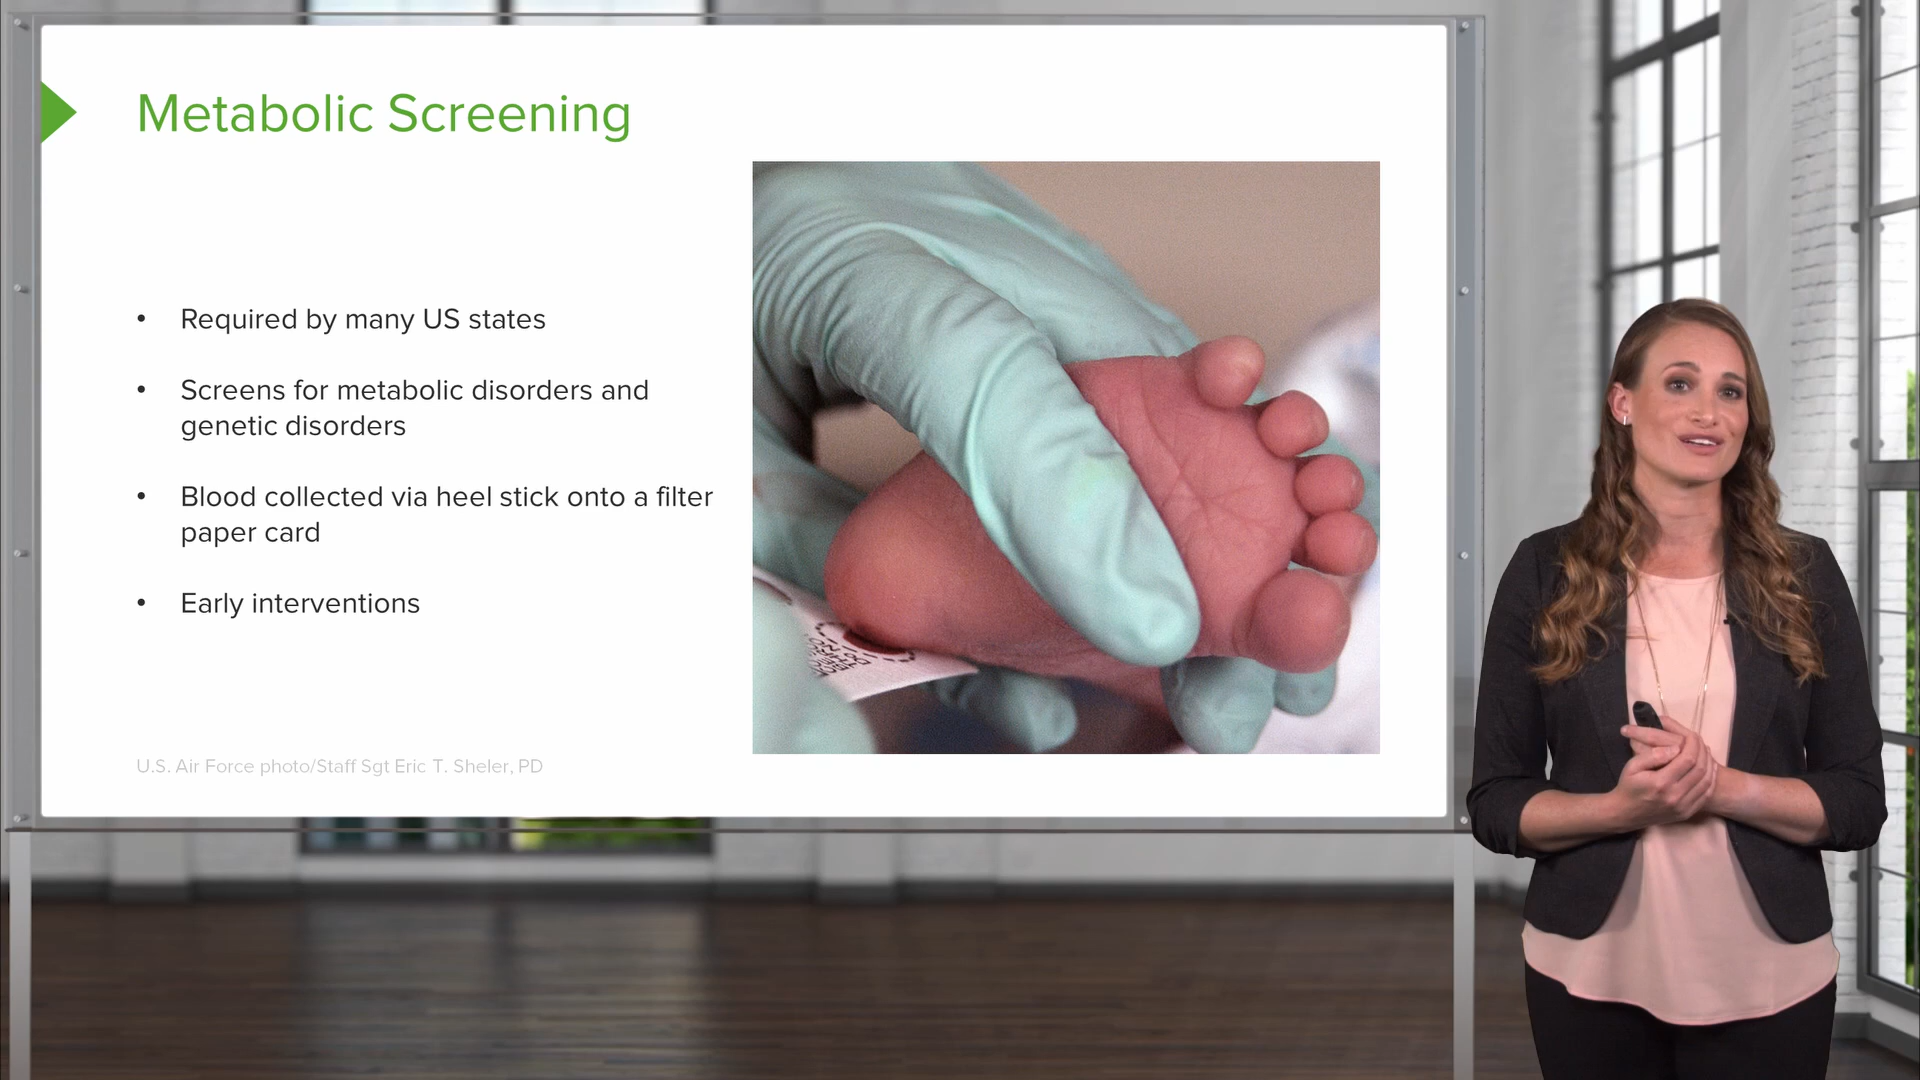 Metabolic Screening
• Required by many US states
• Screens for metabolic disorders and
genetic disorders
• Blood collected via heel stick onto a filter
paper card
• Early interventions
U.S. Air Force photo/Staff Sgt Eric T. Sheler, PD